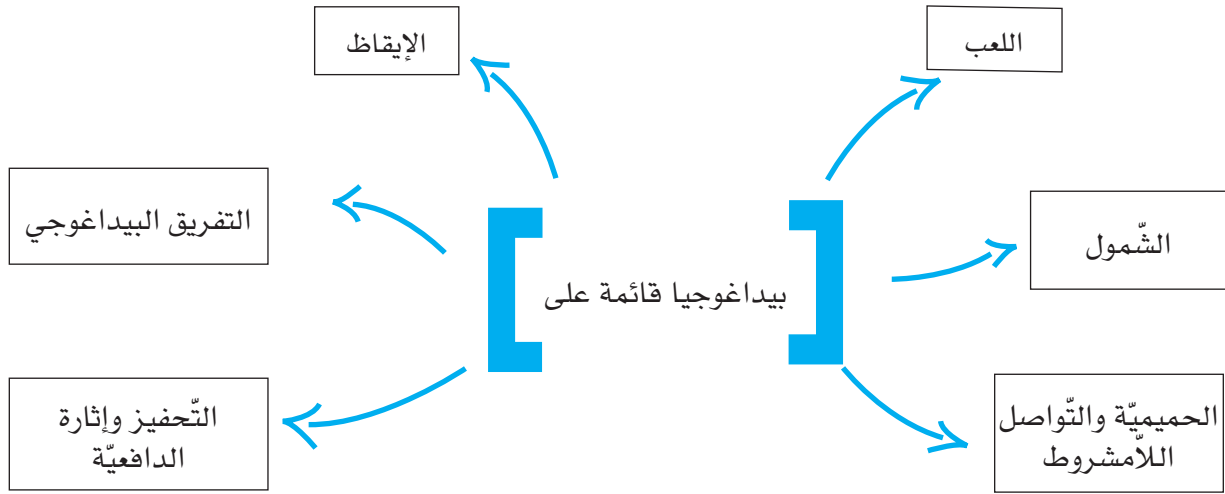 اللعب
الإيقاظ
الشّمول
التفريق البيداغوجي
بيداغوجيا قائمة على
الحميميّة والتّواصل
اللاّمشروط
التّحفيز وإثارة
الدافعيّة